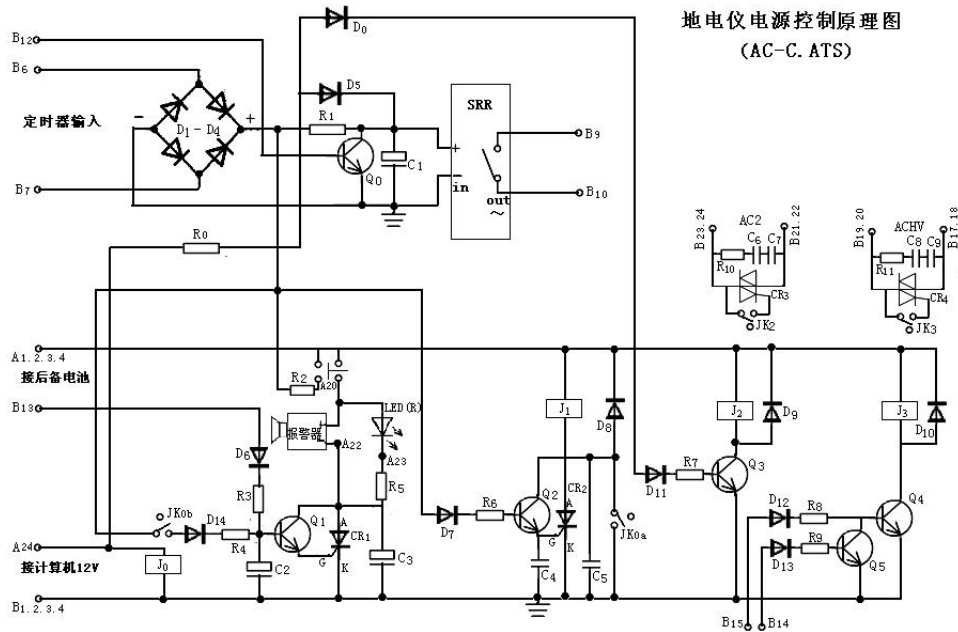 地电仪电源控制原理图
(AC-C.ATS)
B12
D0
B6
D5
SRR
R1
定时器输入
-
D1-D4
+
+
B9
C1
Q0
-
in
out
~
B7
B10
R0
B23.24
AC2
B21.22
C6
C7
R10
CR3
JK2
B19.20
ACHV
B17.18
C8
C9
R11
CR4
JK3
A1.2.3.4
接后备电池
R2
A20
J1
D8
J2
D9
J3
D10
B13
LED(R)
报警器
A22
D6
A23
R3
R5
JK0b
D14
R4
Q1
A
CR1
G
K
C2
C3
D7
R6
Q2
CR2
A
G
K
C4
C5
JK0a
D11
R7
Q3
D12
R8
Q4
D13
R9
Q5
A24
接计算机12V
J0
B1.2.3.4
B15
B14